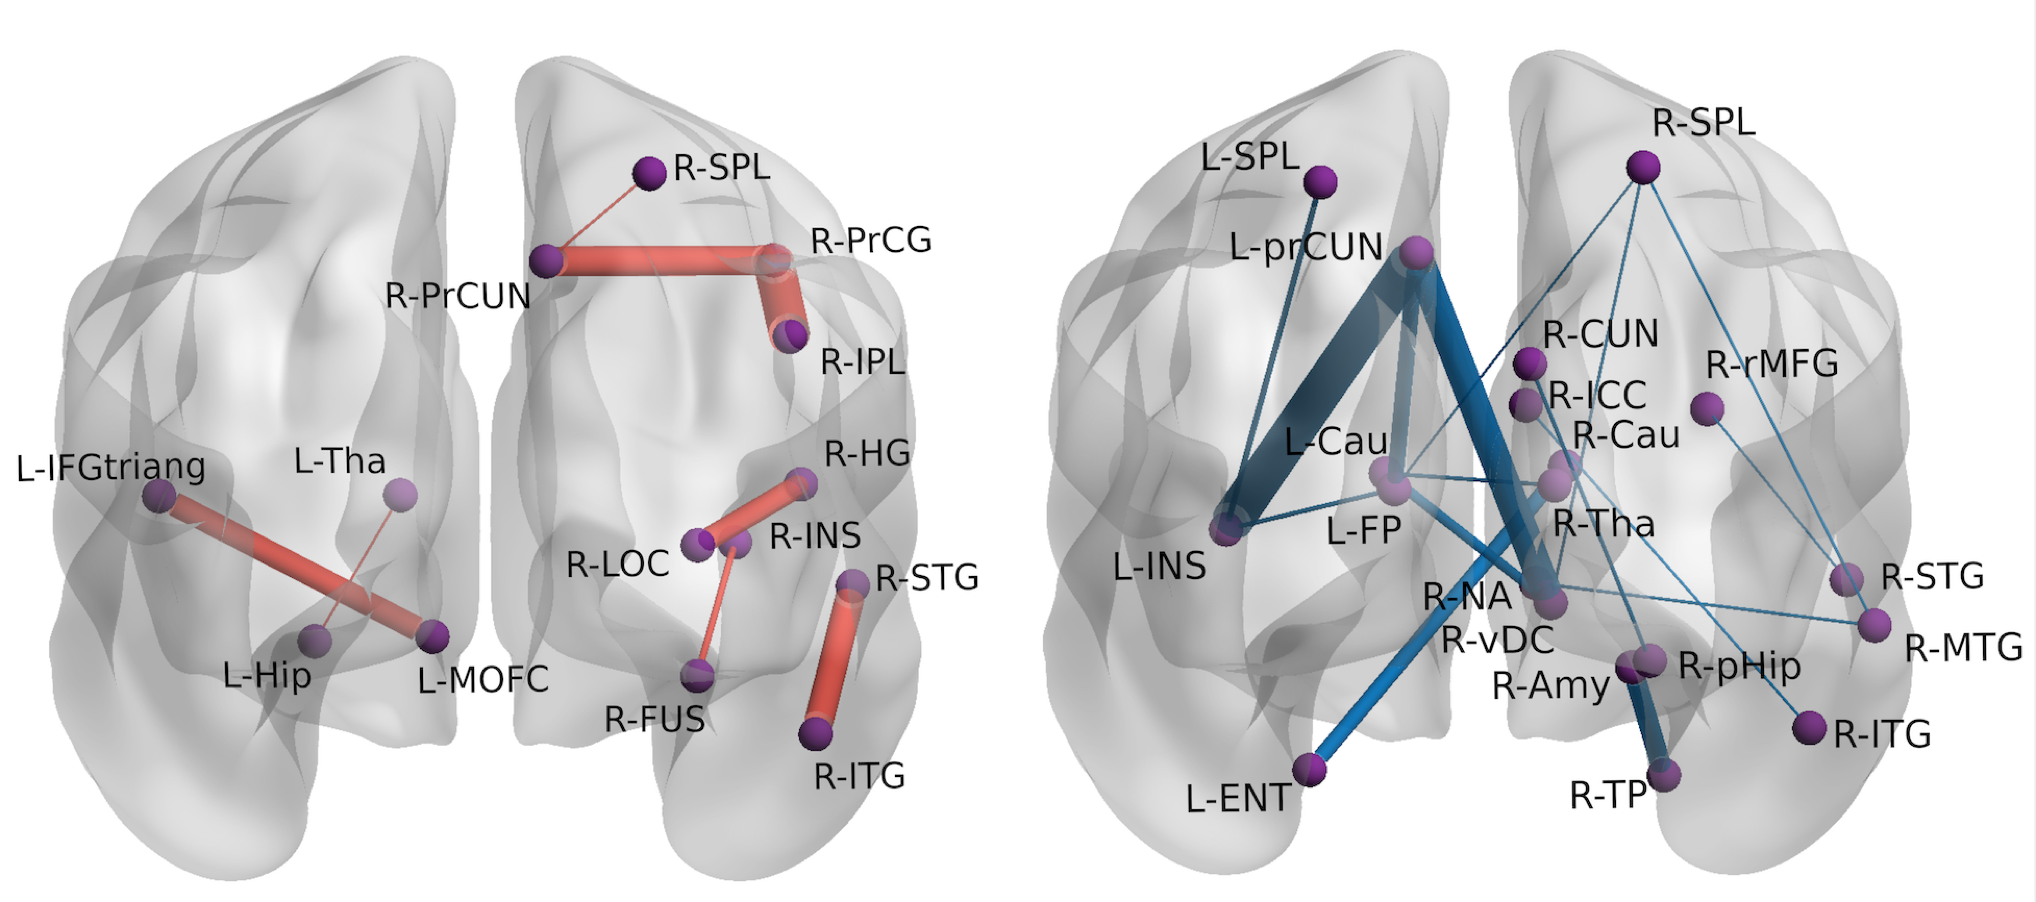 R-SPL
R-PrCG
R-PrCUN
R-IPL
L-IFGtriang
L-Tha
R-HG
R-INS
R-LOC
R-STG
L-Hip
L-MOFC
R-FUS
R-ITG
R-SPL
L-SPL
L-prCUN
R-CUN
R-rMFG
R-ICC
L-Cau
R-Cau
L-FP
R-Tha
L-INS
R-NA
R-STG
R-vDC
R-MTG
R-pHip
R-Amy
R-ITG
L-ENT
R-TP